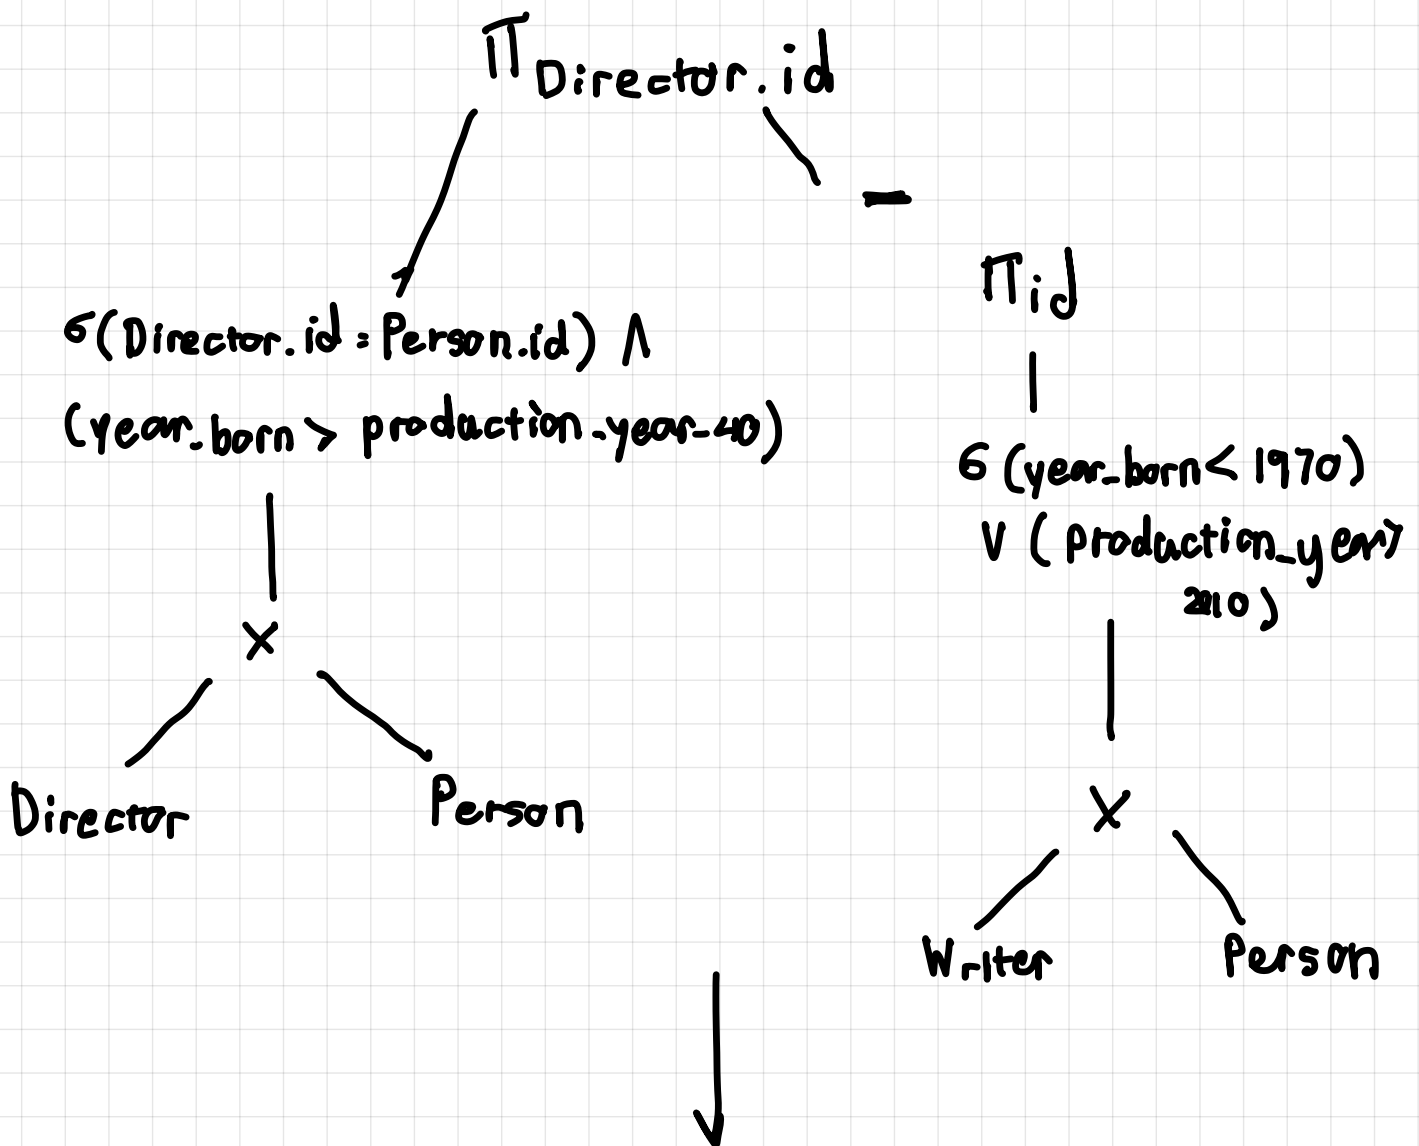 π Director.id
−
π id
σ(Director.id = Person.id) ∧
(year_born > production_year-40)
σ (year_born < 1970)
∨ (production_year>
2010)
×
Director
Person
×
Writer
Person